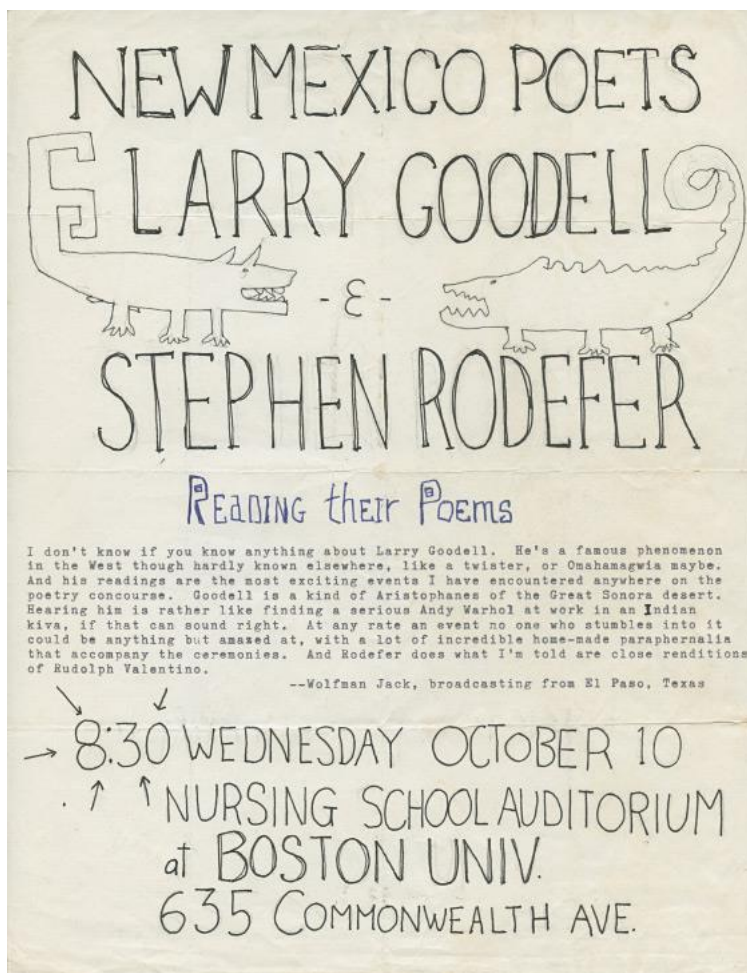 NEW MEXICO POETS
LARRY GOODELL
-&-
STEPHEN RODEFER
READING their Poems
I don't know if you know anything about Larry Goodell.  He's a famous phenomenon
in the West though hardly known elsewhere, like a twister, or Omahamagwia maybe.
And his readings are the most exciting events I have encountered anywhere on the
poetry concourse.  Goodell is a kind of Aristophanes of the Great Sonora desert.
Hearing him is rather like finding a serious Andy Warhol at work in an Indian
kiva, if that can sound right.  At any rate an event no one who stumbles into it
could be anything but amazed at, with a lot of incredible home-made paraphernalia
that accompany the ceremonies.  And Rodefer does what I'm told are close renditions
of Rudolph Valentino.
--Wolfman Jack, broadcasting from El Paso, Texas
8:30 WEDNESDAY OCTOBER 10
NURSING SCHOOL AUDITORIUM
at BOSTON UNIV.
635 COMMONWEALTH AVE.